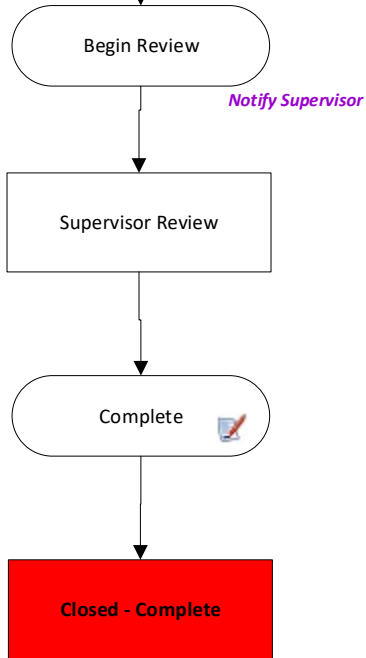 Begin Review
Notify Supervisor
Supervisor Review
Complete
Closed - Complete